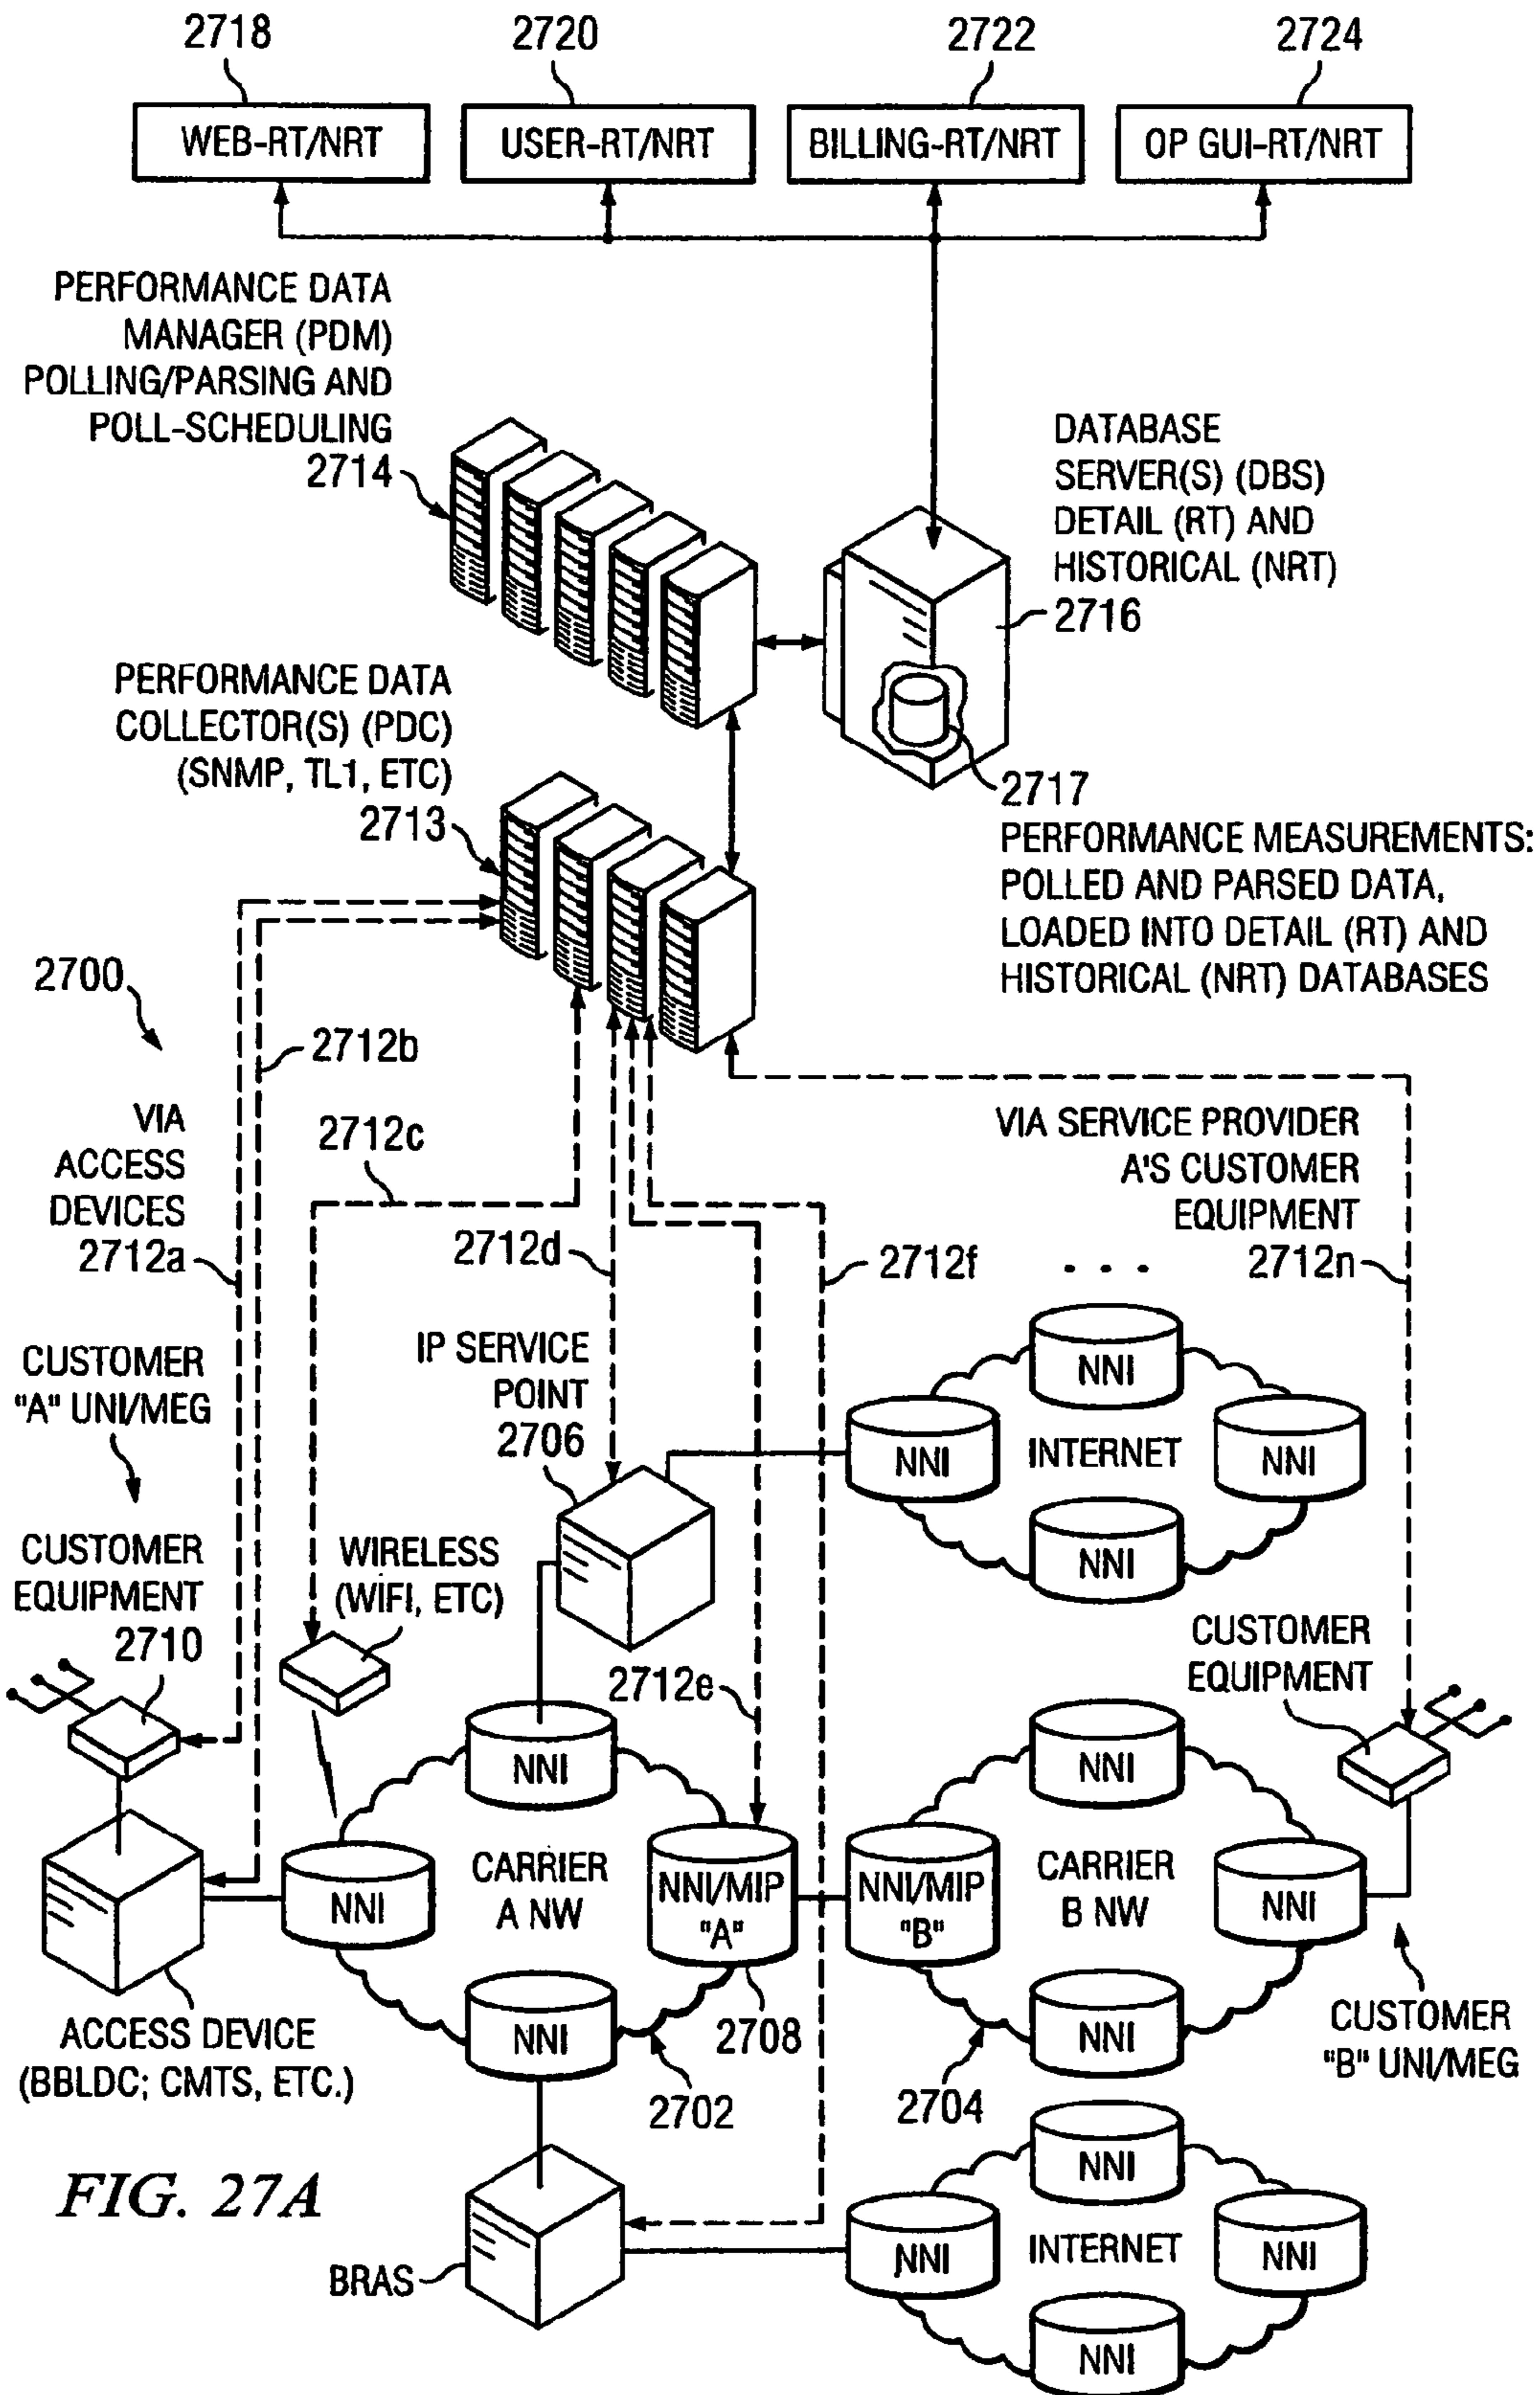 2718
2720
2722
2724
WEB-RT/NRT
USER-RT/NRT
BILLING-RT/NRT
OP GUI-RT/NRT
PERFORMANCE DATA
MANAGER (PDM)
POLLING/PARSING AND
POLL-SCHEDULING
2714
DATABASE
SERVER(S) (DBS)
DETAIL (RT) AND
HISTORICAL (NRT)
2716
PERFORMANCE DATA
COLLECTOR(S) (PDC)
(SNMP, TL1, ETC)
2713
2717
PERFORMANCE MEASUREMENTS:
POLLED AND PARSED DATA,
LOADED INTO DETAIL (RT) AND
HISTORICAL (NRT) DATABASES
2700
2712b
VIA
ACCESS
DEVICES
2712a
2712c
2712d
2712f
VIA SERVICE PROVIDER
A'S CUSTOMER
EQUIPMENT
2712n
. . .
CUSTOMER
"A" UNI/MEG
IP SERVICE
POINT
2706
NNI
NNI
INTERNET
NNI
NNI
CUSTOMER
EQUIPMENT
2710
WIRELESS
(WIFI, ETC)
2712e
CUSTOMER
EQUIPMENT
NNI
NNI
CARRIER
A NW
NNI/MIP
"A"
NNI
NNI
NNI/MIP
"B"
CARRIER
B NW
NNI
NNI
ACCESS DEVICE
(BBLDC; CMTS, ETC.)
2708
2702
2704
CUSTOMER
"B" UNI/MEG
FIG. 27A
BRAS
NNI
NNI
INTERNET
NNI
NNI